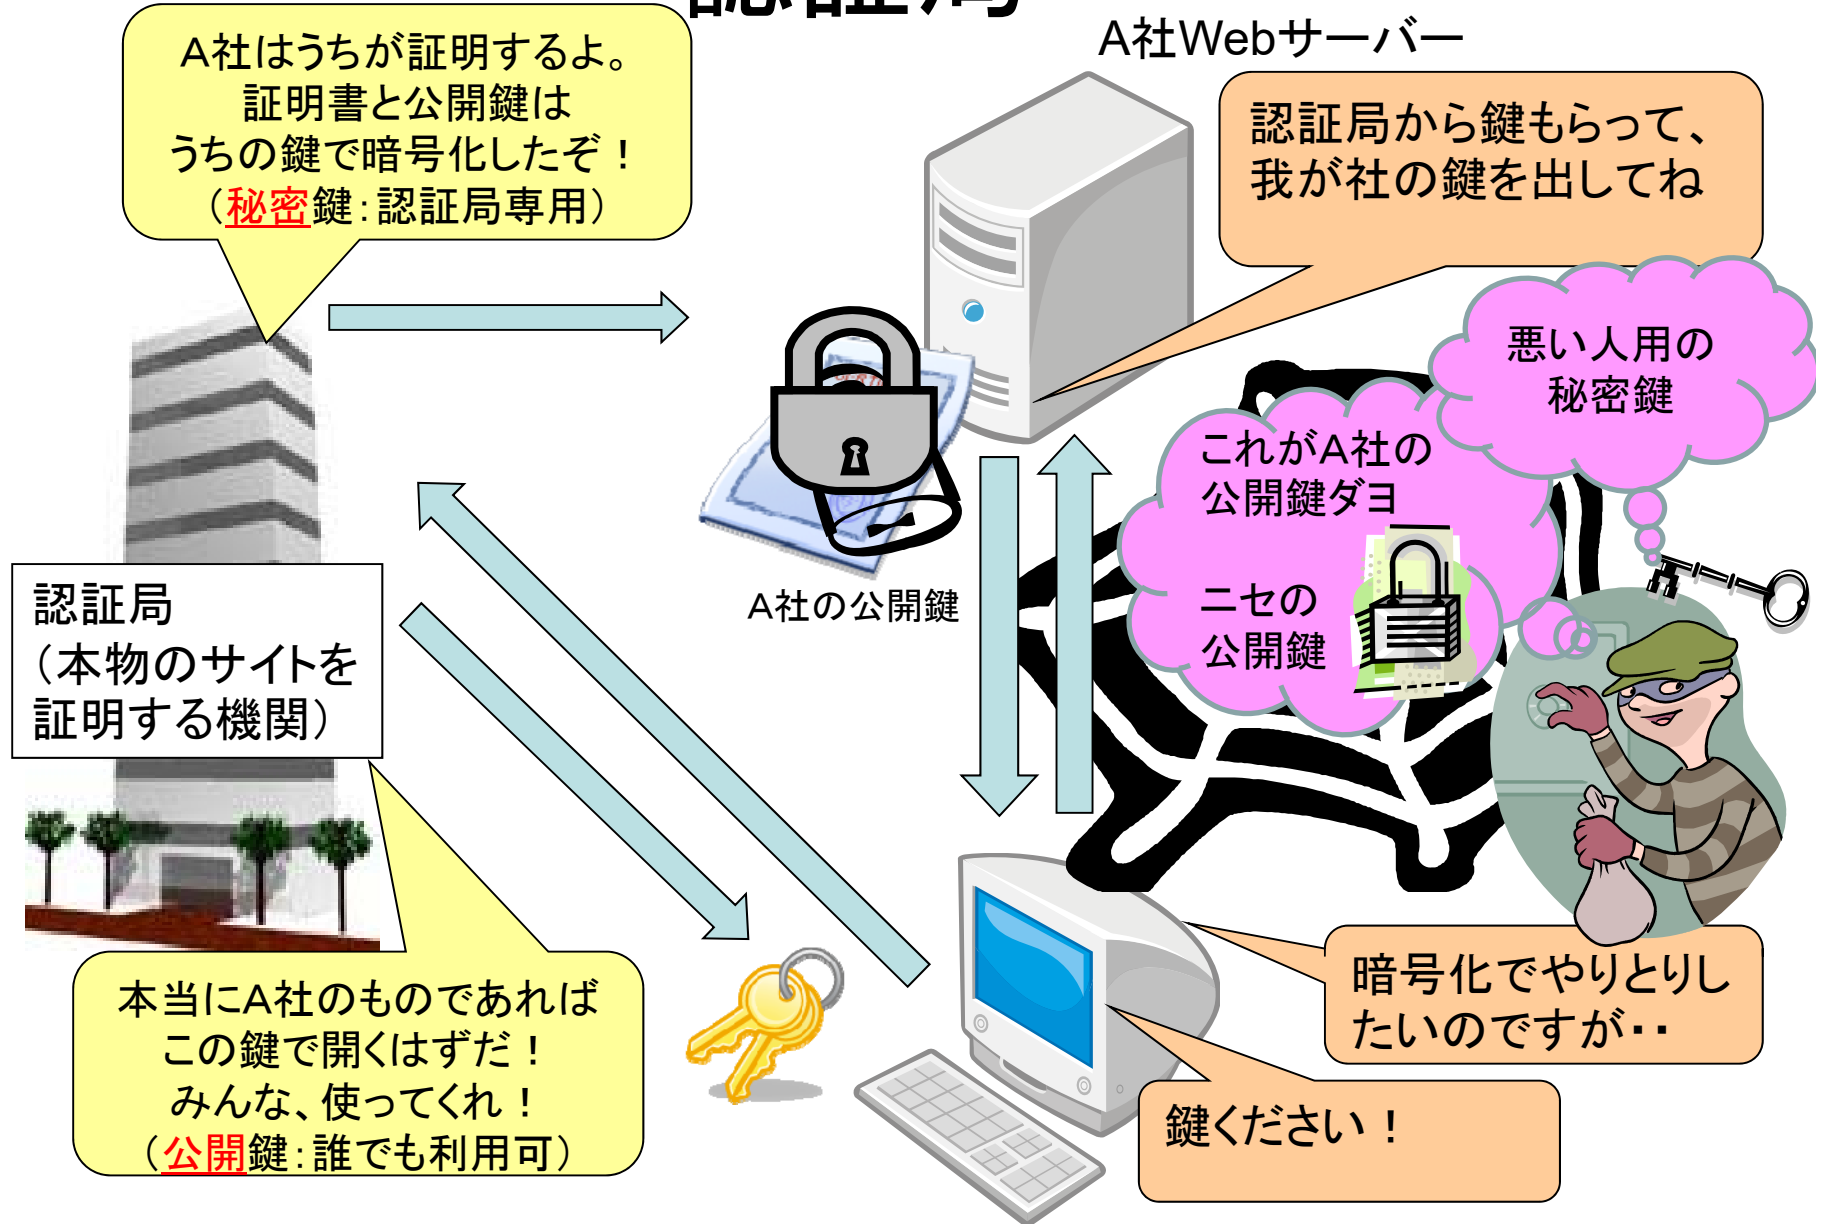 認証局
A社Webサーバー
A社はうちが証明するよ。
証明書と公開鍵は
うちの鍵で暗号化したぞ！
（秘密鍵：認証局専用）
認証局から鍵もらって、
我が社の鍵を出してね
悪い人用の
秘密鍵
これがA社の
公開鍵ダヨ
ニセの
公開鍵
A社の公開鍵
認証局
（本物のサイトを
証明する機関）
本当にA社のものであれば
この鍵で開くはずだ！
みんな、使ってくれ！
（公開鍵：誰でも利用可）
暗号化でやりとりし
たいのですが・・
鍵ください！